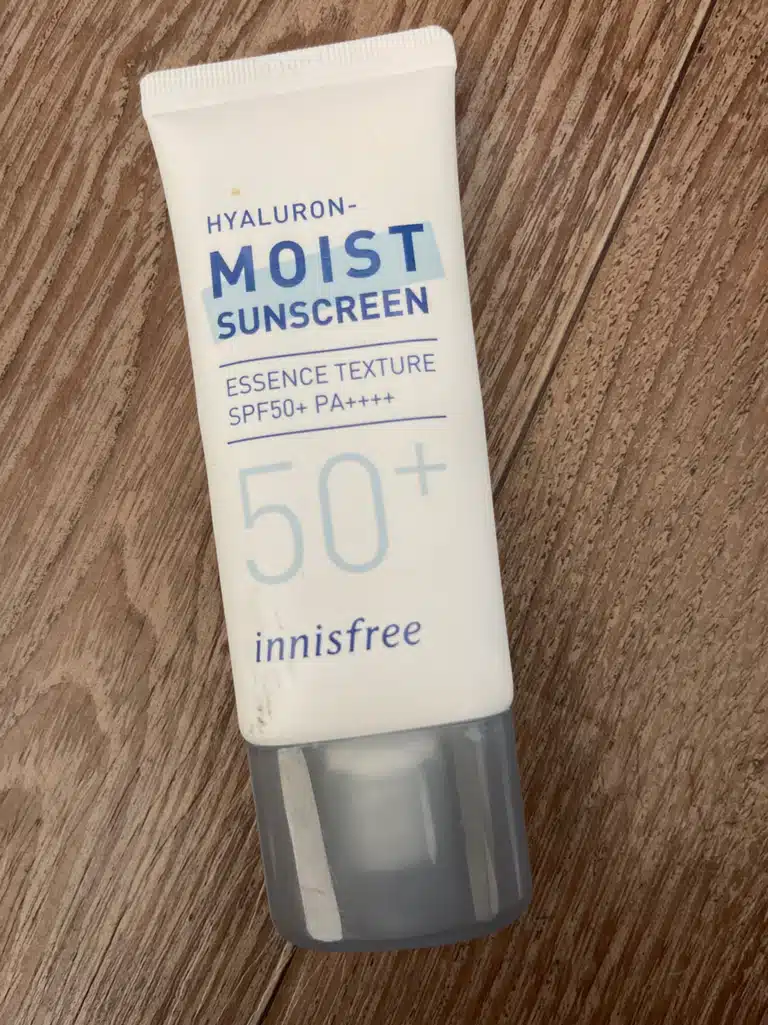 HYALURON-
MOIST
SUNSCREEN
ESSENCE TEXTURE
SPF50+ PA++++
50+
innisfree